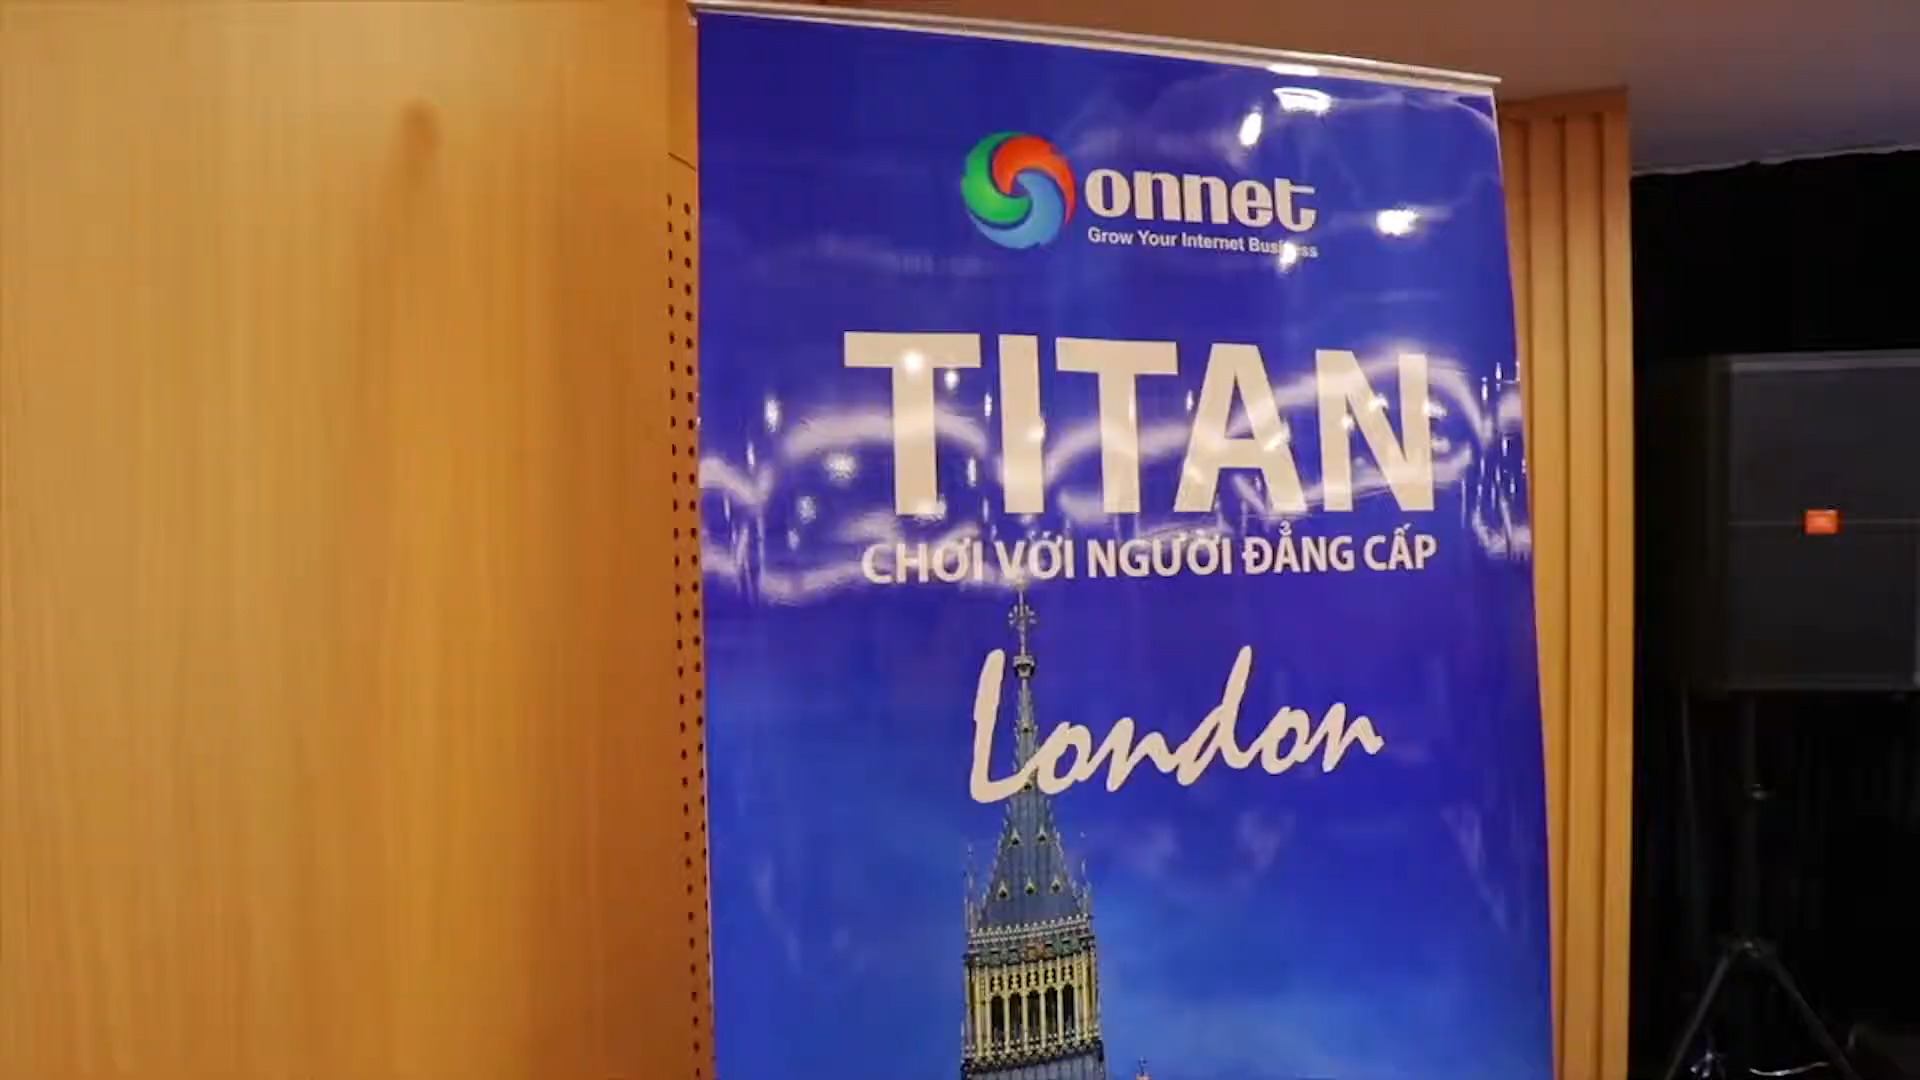 onnet
Grow Your Internet Business
TITAN
CHƠI VỚI NGƯỜI ĐẲNG CẤP
London